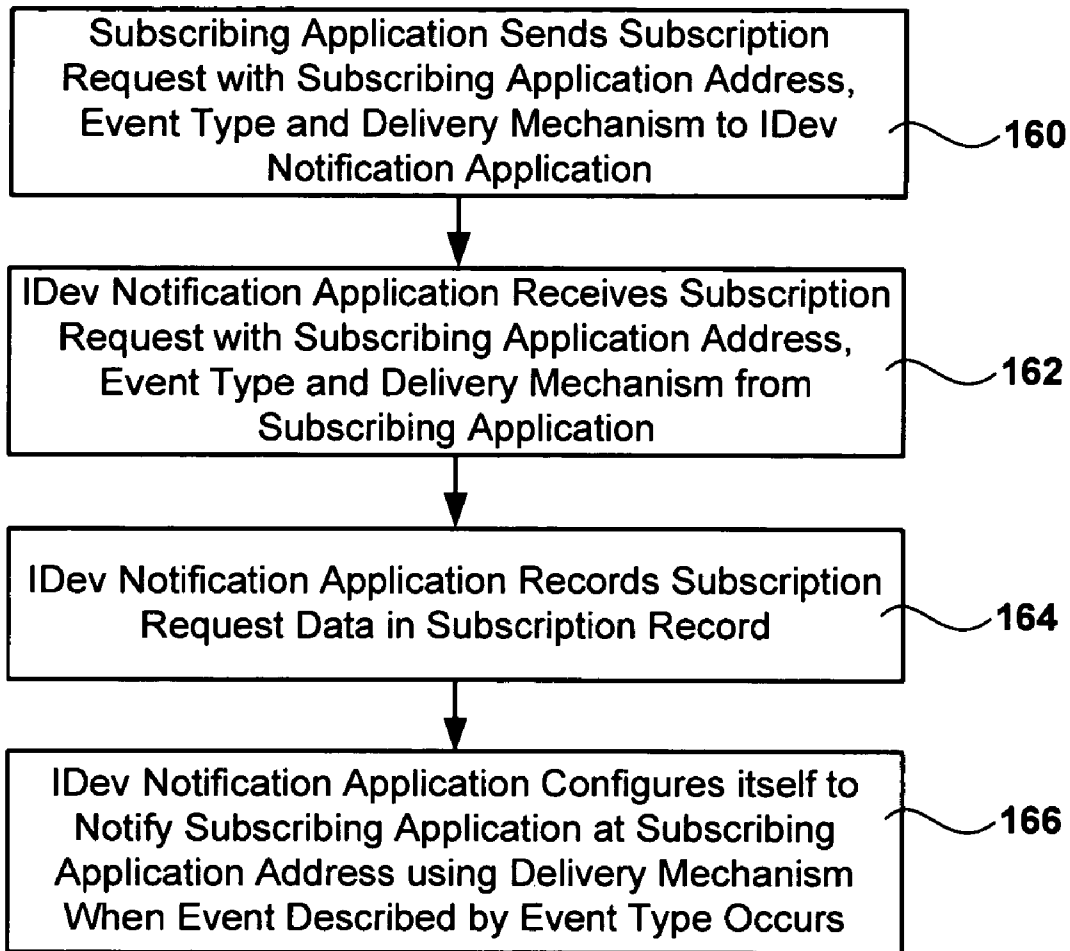 Subscribing Application Sends Subscription
Request with Subscribing Application Address,
Event Type and Delivery Mechanism to IDev
Notification Application
160
IDev Notification Application Receives Subscription
Request with Subscribing Application Address,
Event Type and Delivery Mechanism from
Subscribing Application
162
IDev Notification Application Records Subscription
Request Data in Subscription Record
164
IDev Notification Application Configures itself to
Notify Subscribing Application at Subscribing
Application Address using Delivery Mechanism
When Event Described by Event Type Occurs
166